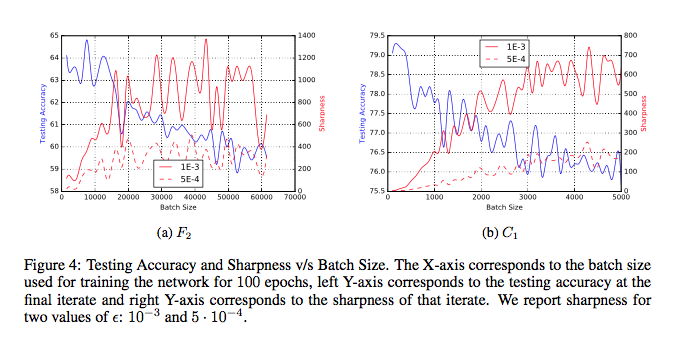 65
64
63
62
61
60
59
58
Testing Accuracy
1400
1200
1000
800
600
400
200
0
Sharpness
0 10000 20000 30000 40000 50000 60000 70000
Batch Size
1E-3
5E-4
(a) F₂
79.5
79.0
78.5
78.0
77.5
77.0
76.5
76.0
75.5
Testing Accuracy
800
700
600
500
400
300
200
100
0
Sharpness
0 1000 2000 3000 4000 5000
Batch Size
1E-3
5E-4
(b) C₁
Figure 4: Testing Accuracy and Sharpness v/s Batch Size. The X-axis corresponds to the batch size
used for training the network for 100 epochs, left Y-axis corresponds to the testing accuracy at the
final iterate and right Y-axis corresponds to the sharpness of that iterate. We report sharpness for
two values of ϵ: 10⁻³ and 5 · 10⁻⁴.